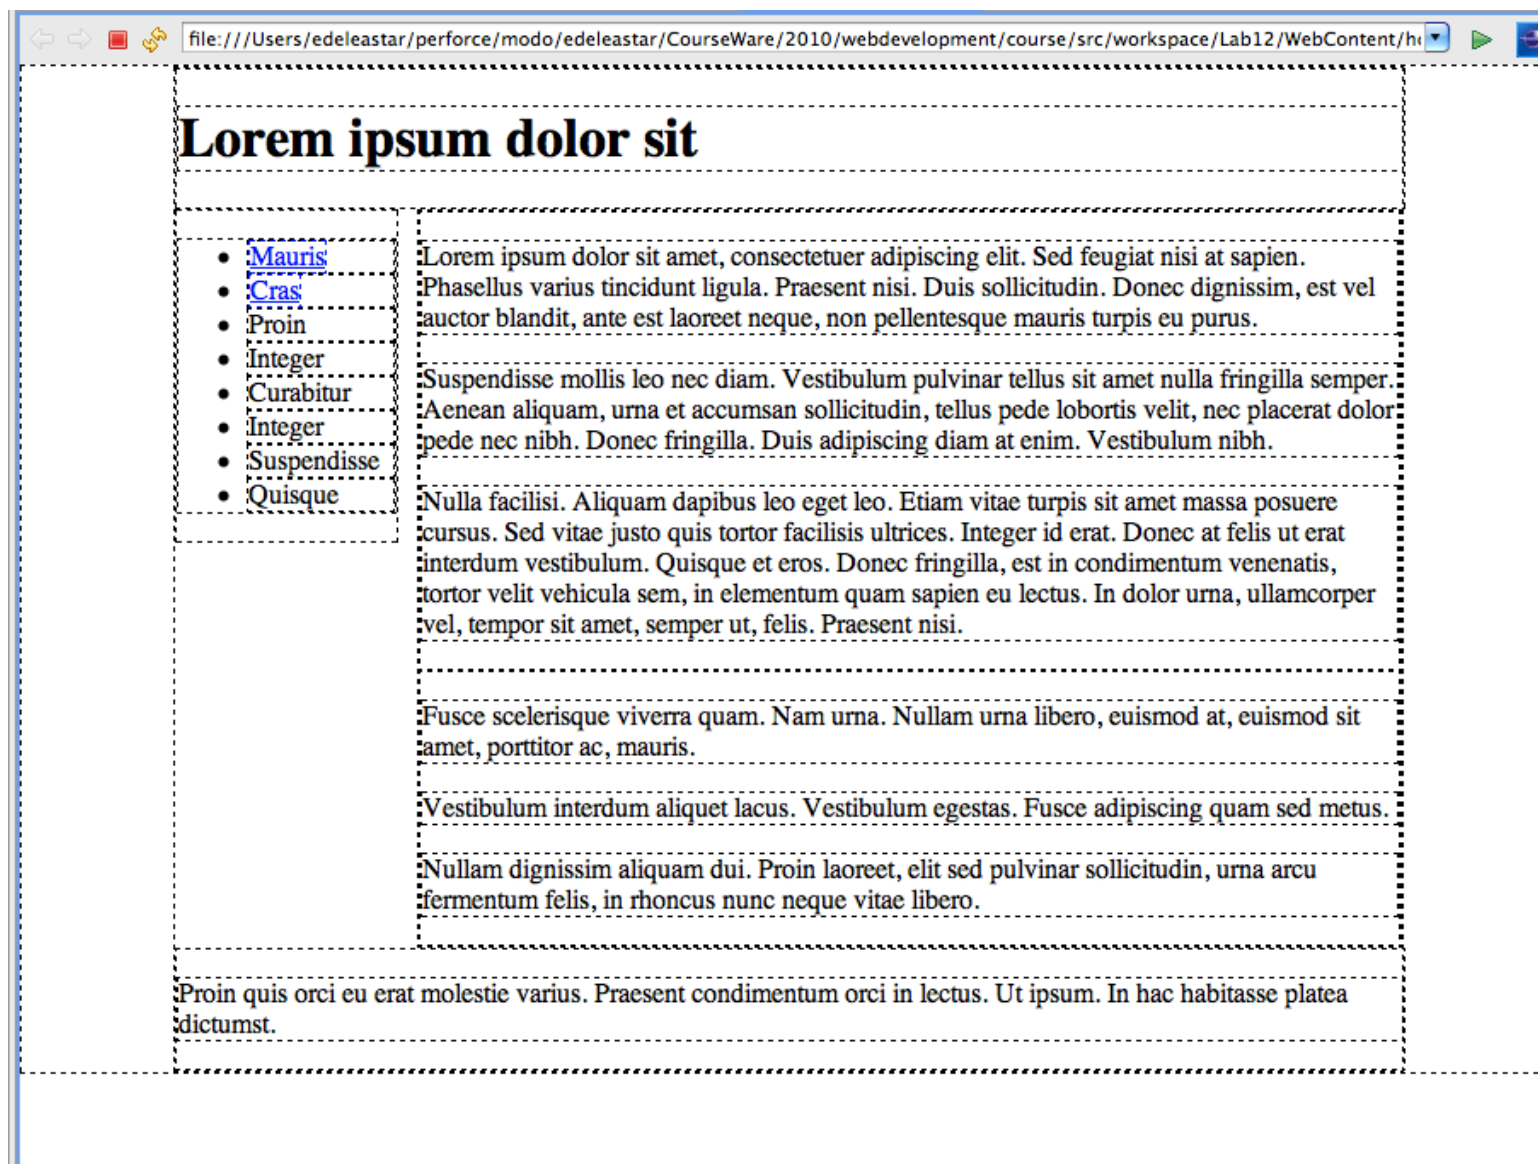 file:///Users/edeleastar/perforce/modo/edeleastar/CourseWare/2010/webdevelopment/course/src/workspace/Lab12/WebContent/h
Lorem ipsum dolor sit
Mauris
Cras
Proin
Integer
Curabitur
Integer
Suspendisse
Quisque
Lorem ipsum dolor sit amet, consectetuer adipiscing elit. Sed feugiat nisi at sapien.
Phasellus varius tincidunt ligula. Praesent nisi. Duis sollicitudin. Donec dignissim, est vel
auctor blandit, ante est laoreet neque, non pellentesque mauris turpis eu purus.
Suspendisse mollis leo nec diam. Vestibulum pulvinar tellus sit amet nulla fringilla semper.
Aenean aliquam, urna et accumsan sollicitudin, tellus pede lobortis velit, nec placerat dolor
pede nec nibh. Donec fringilla. Duis adipiscing diam at enim. Vestibulum nibh.
Nulla facilisi. Aliquam dapibus leo eget leo. Etiam vitae turpis sit amet massa posuere
cursus. Sed vitae justo quis tortor facilisis ultrices. Integer id erat. Donec at felis ut erat
interdum vestibulum. Quisque et eros. Donec fringilla, est in condimentum venenatis,
tortor velit vehicula sem, in elementum quam sapien eu lectus. In dolor urna, ullamcorper
vel, tempor sit amet, semper ut, felis. Praesent nisi.
Fusce scelerisque viverra quam. Nam urna. Nullam urna libero, euismod at, euismod sit
amet, porttitor ac, mauris.
Vestibulum interdum aliquet lacus. Vestibulum egestas. Fusce adipiscing quam sed metus.
Nullam dignissim aliquam dui. Proin laoreet, elit sed pulvinar sollicitudin, urna arcu
fermentum felis, in rhoncus nunc neque vitae libero.
Proin quis orci eu erat molestie varius. Praesent condimentum orci in lectus. Ut ipsum. In hac habitasse platea
dictumst.